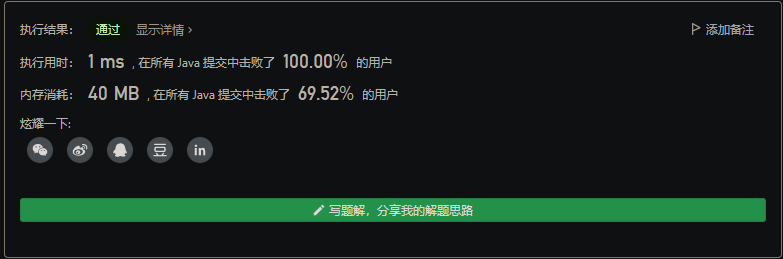 执行结果： 通过 显示详情 › 添加备注
执行用时： 1 ms , 在所有 Java 提交中击败了 100.00% 的用户
内存消耗： 40 MB , 在所有 Java 提交中击败了 69.52% 的用户
炫耀一下:
豆 in
写题解，分享我的解题思路